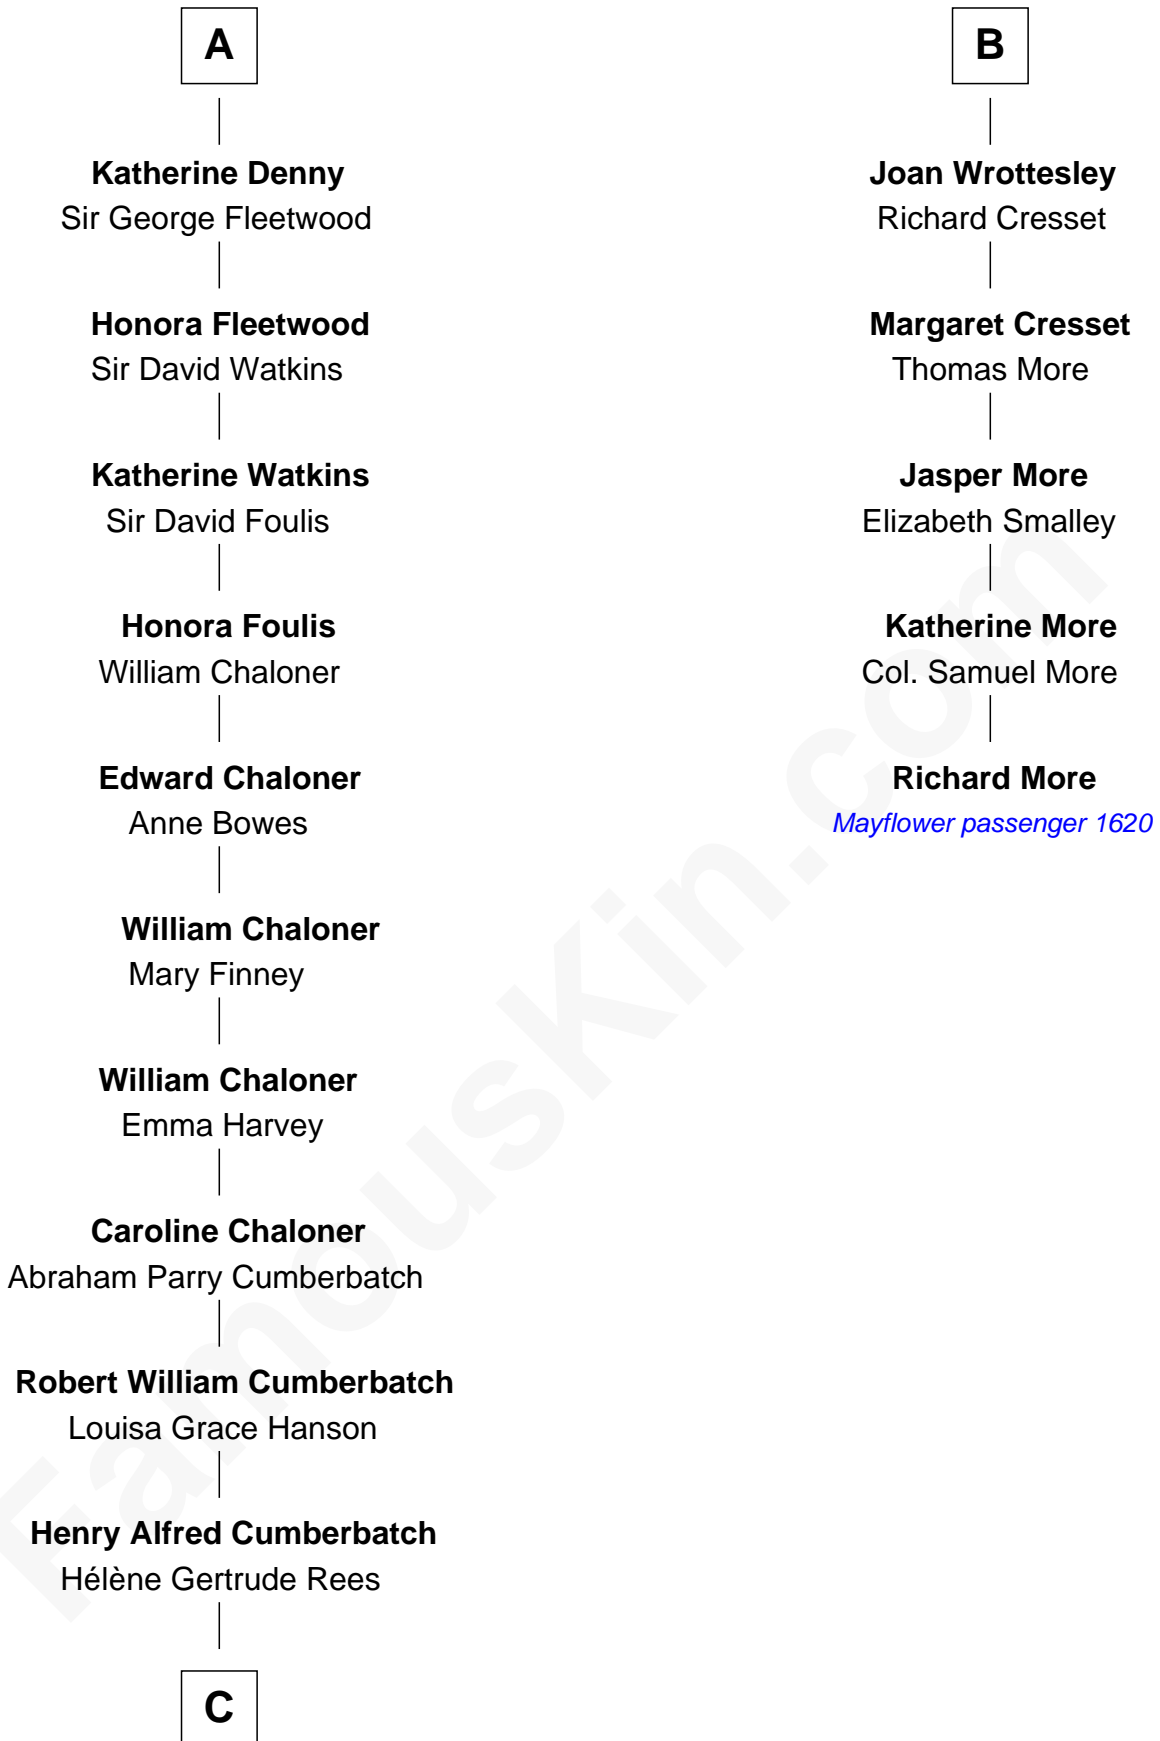 A
Katherine Denny
Sir George Fleetwood
Honora Fleetwood
Sir David Watkins
Katherine Watkins
Sir David Foulis
Honora Foulis
William Chaloner
Edward Chaloner
Anne Bowes
William Chaloner
Mary Finney
William Chaloner
Emma Harvey
Caroline Chaloner
Abraham Parry Cumberbatch
Robert William Cumberbatch
Louisa Grace Hanson
Henry Alfred Cumberbatch
Hélène Gertrude Rees
C
B
Joan Wrottesley
Richard Cresset
Margaret Cresset
Thomas More
Jasper More
Elizabeth Smalley
Katherine More
Col. Samuel More
Richard More
Mayflower passenger 1620
FamousKin.com